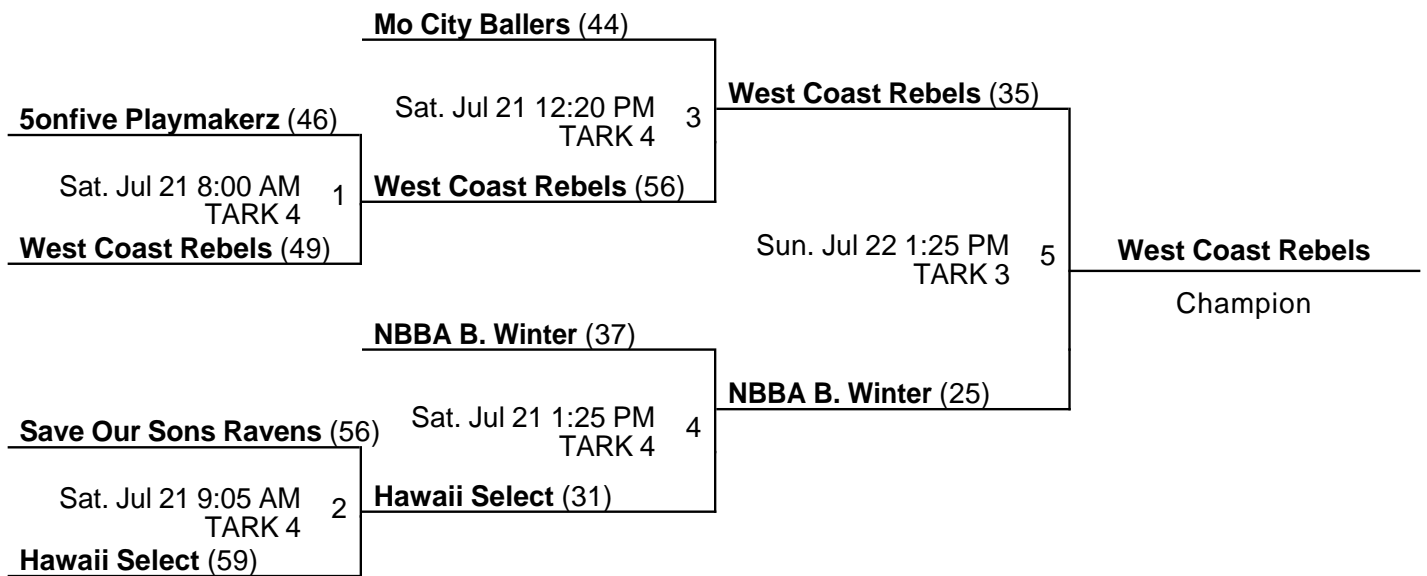 Mo City Ballers (44)
Sat. Jul 21 12:20 PM
TARK 4
3
West Coast Rebels (35)
5onfive Playmakerz (46)
Sat. Jul 21 8:00 AM
TARK 4
1
West Coast Rebels (56)
West Coast Rebels (49)
Sun. Jul 22 1:25 PM
TARK 3
5
West Coast Rebels
Champion
NBBA B. Winter (37)
Sat. Jul 21 1:25 PM
TARK 4
4
NBBA B. Winter (25)
Save Our Sons Ravens (56)
Sat. Jul 21 9:05 AM
TARK 4
2
Hawaii Select (31)
Hawaii Select (59)